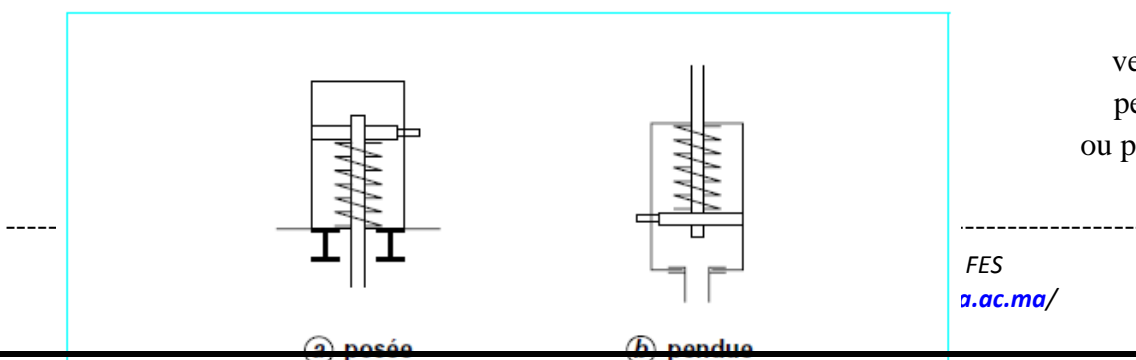 ve
pe
ou p
FES
a.ac.ma/
ⓐ posée
ⓑ pendue